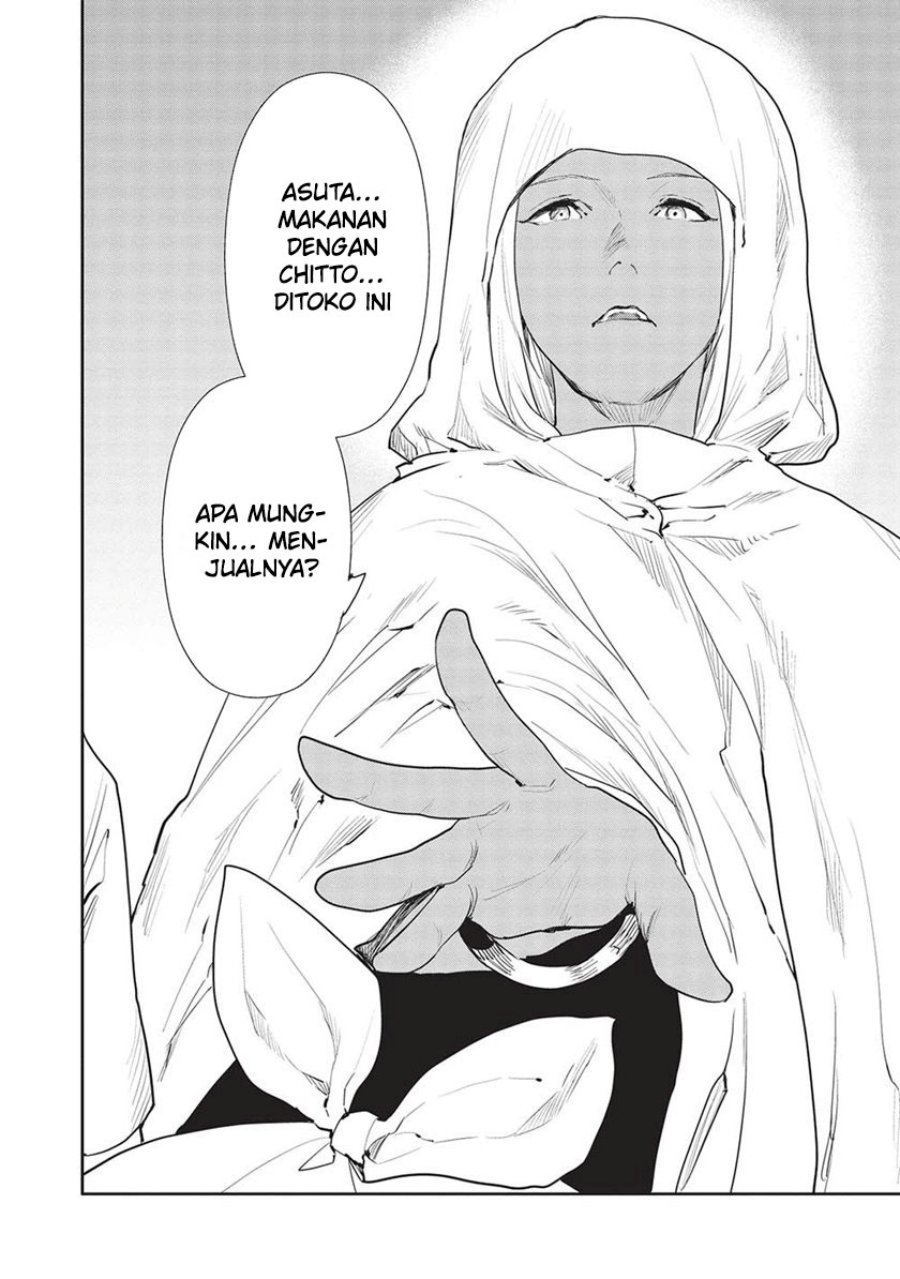 ASUTA...
MAKANAN
DENGAN
CHITTO...
DITOKO INI
APA MUNG-
KIN... MEN-
JUALNYA?